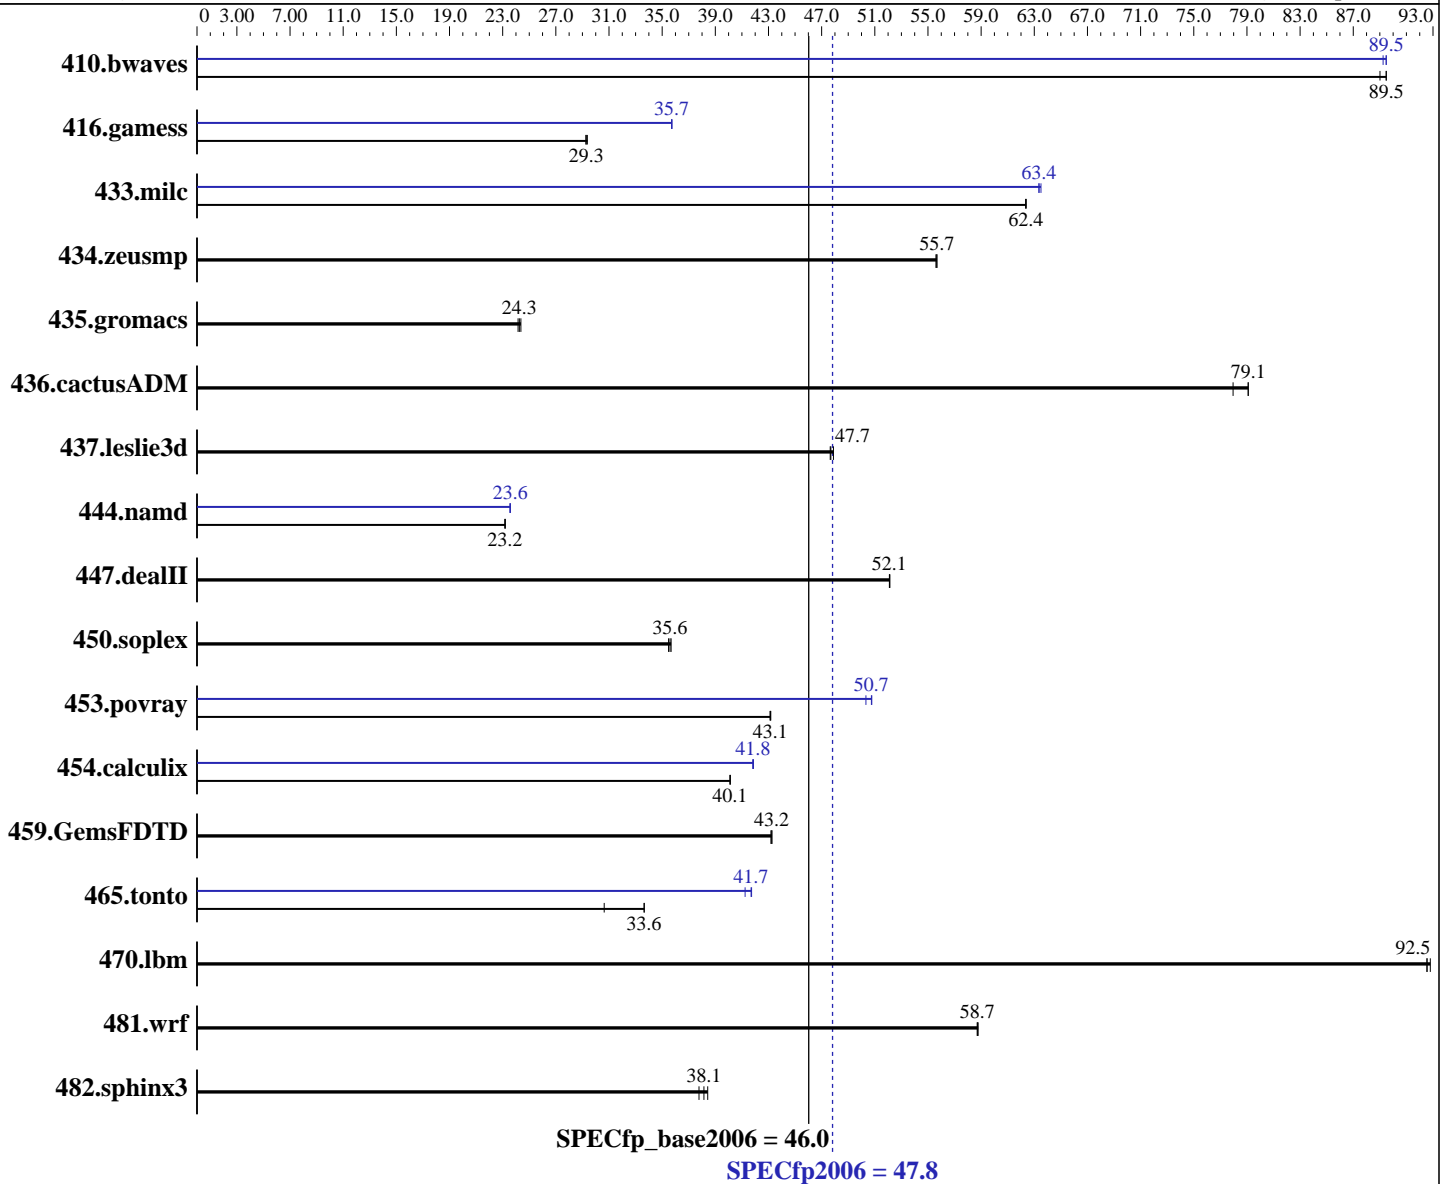 0 3.00 7.00 11.0 15.0 19.0 23.0 27.0 31.0 35.0 39.0 43.0 47.0 51.0 55.0 59.0 63.0 67.0 71.0 75.0 79.0 83.0 87.0 93.0
410.bwaves
89.5
89.5
416.gamess
35.7
29.3
433.milc
63.4
62.4
434.zeusmp
55.7
435.gromacs
24.3
436.cactusADM
79.1
437.leslie3d
47.7
444.namd
23.6
23.2
447.dealII
52.1
450.soplex
35.6
453.povray
50.7
43.1
454.calculix
41.8
40.1
459.GemsFDTD
43.2
465.tonto
41.7
33.6
470.lbm
92.5
481.wrf
58.7
482.sphinx3
38.1
SPECfp_base2006 = 46.0
SPECfp2006 = 47.8